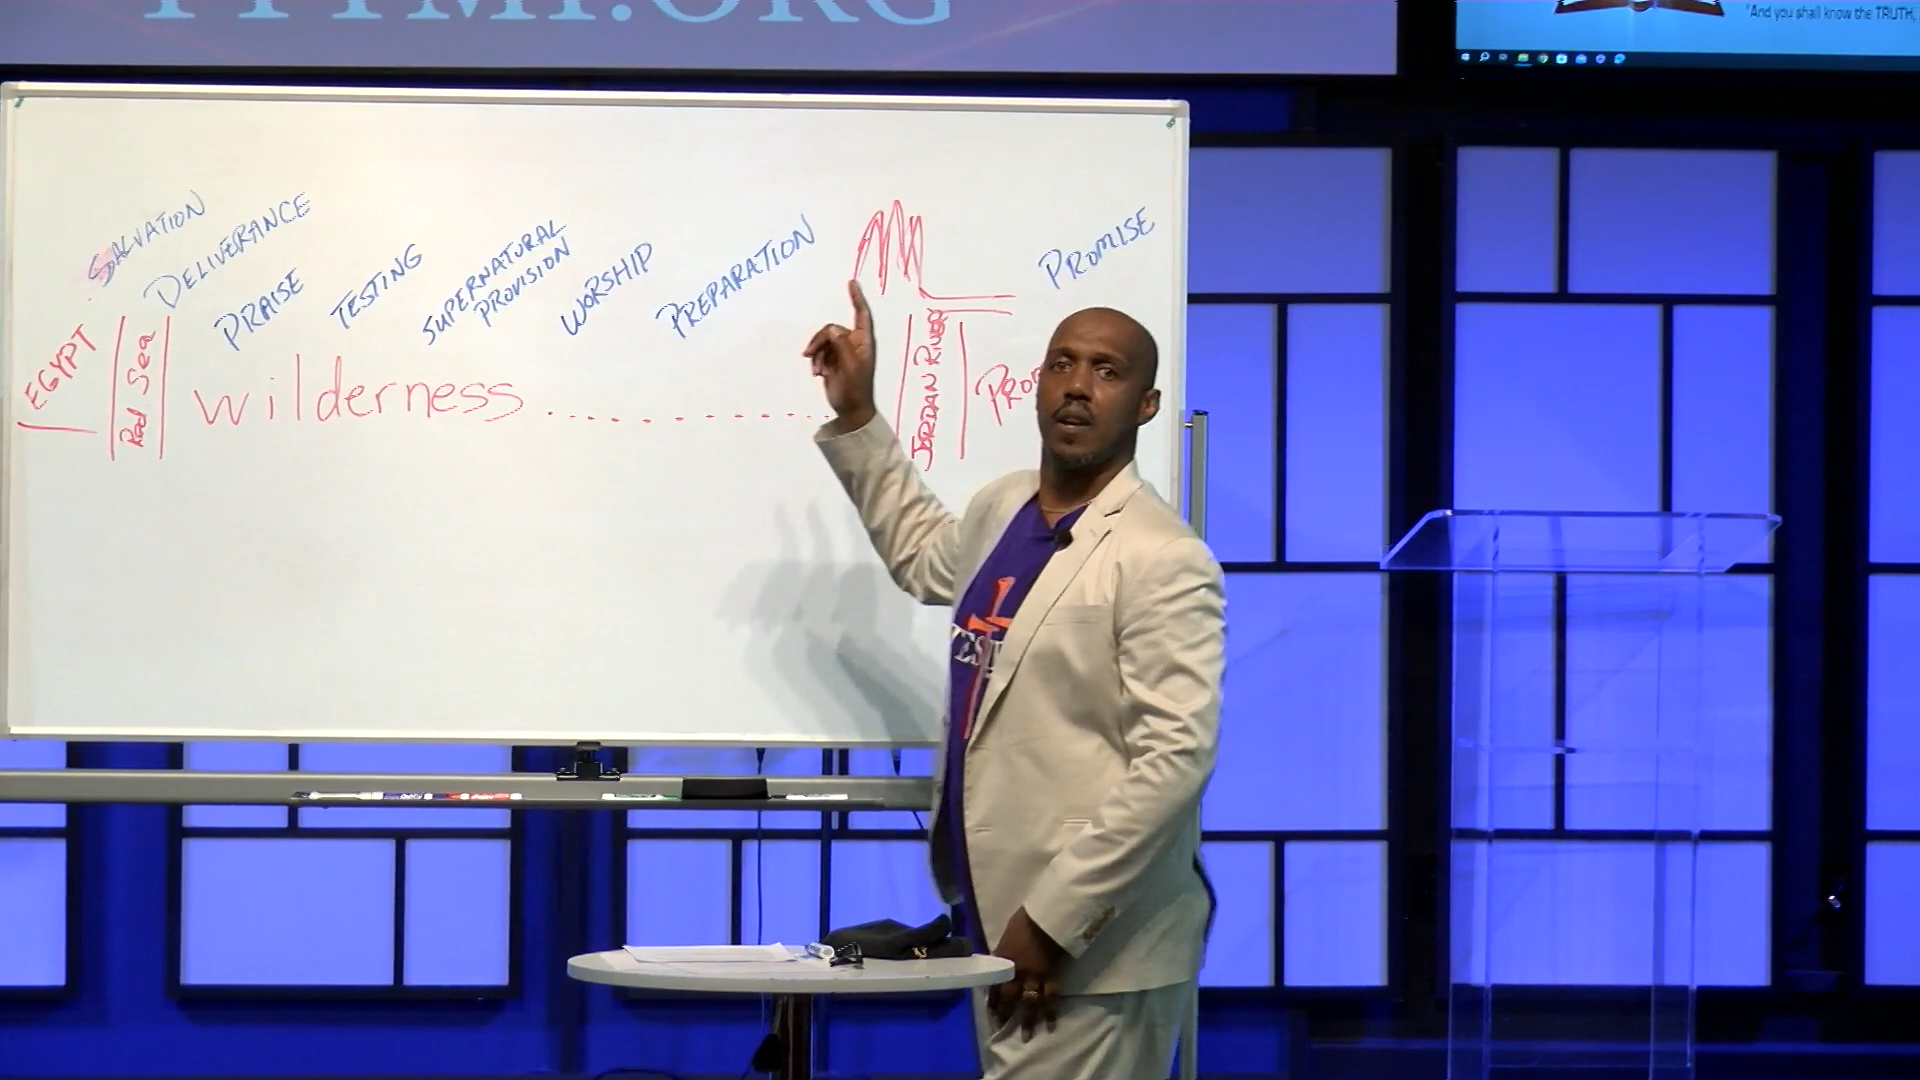 .ORG
"And you shall know the TRUTH,
SALVATION
DELIVERANCE
PRAISE
TESTING
SUPERNATURAL
PROVISION
WORSHIP
PREPARATION
PROMISE
EGYPT
Red Sea
wilderness..............
JORDAN RIVER